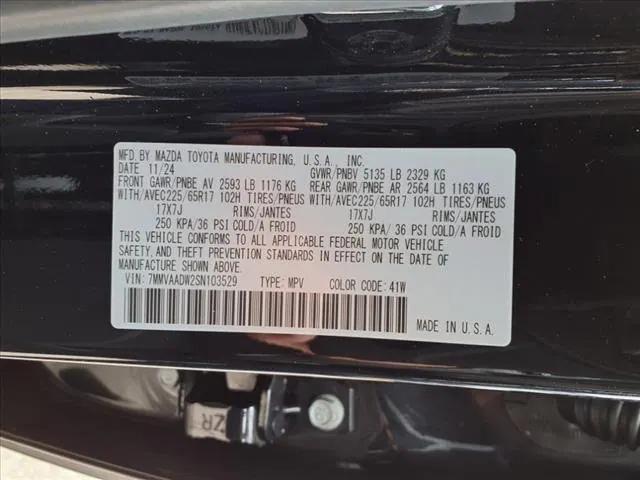 MFD. BY MAZDA TOYOTA MANUFACTURING, U.S.A., INC.
DATE 11/24 GVWR/PNBV 5135 LB 2329 KG
FRONT GAWR/PNBE AV 2593 LB 1176 KG REAR GAWR/PNBE AR 2564 LB 1163 KG
WITH/AVEC225/65R17 102H TIRES/PNEUS WITH/AVEC225/65R17 102H TIRES/PNEUS
17X7J RIMS/JANTES 17X7J RIMS/JANTES
250 KPA/36 PSI COLD/A FROID 250 KPA/36 PSI COLD/A FROID
THIS VEHICLE CONFORMS TO ALL APPLICABLE FEDERAL MOTOR VEHICLE
SAFETY, AND THEFT PREVENTION STANDARDS IN EFFECT ON THE DATE OF
MANUFACTURE SHOWN ABOVE.
VIN: 7MMVAADW2SN103529 TYPE: MPV COLOR CODE: 41W
MADE IN U.S.A.
ZR